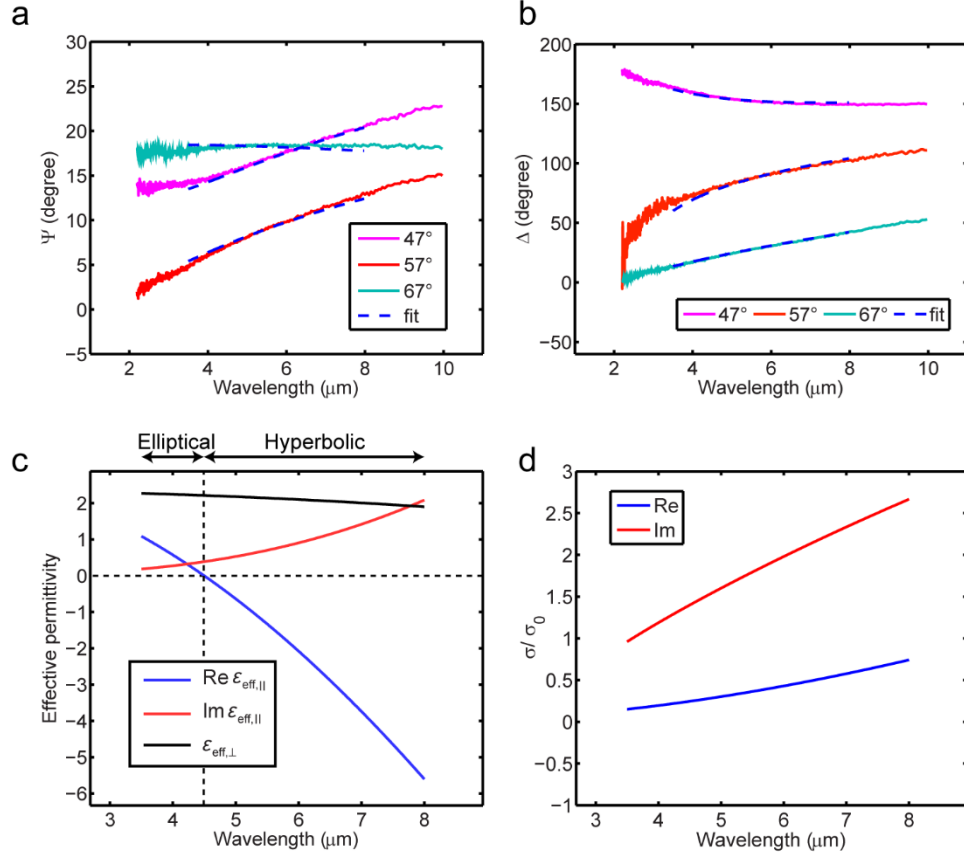 a
30
25
20
15
10
5
0
−5
Ψ (degree)
47°
57°
67°
fit
2 4 6 8 10
Wavelength (μm)
b
200
150
100
50
0
−50
Δ (degree)
47° 57° 67° fit
2 4 6 8 10
Wavelength (μm)
c
Elliptical Hyperbolic
2
1
0
−1
−2
−3
−4
−5
−6
Effective permittivity
Re εeff,||
Im εeff,||
εeff,⊥
3 4 5 6 7 8
Wavelength (μm)
d
3
2.5
2
1.5
1
0.5
0
−0.5
−1
σ/ σ0
Re
Im
3 4 5 6 7 8
Wavelength (μm)